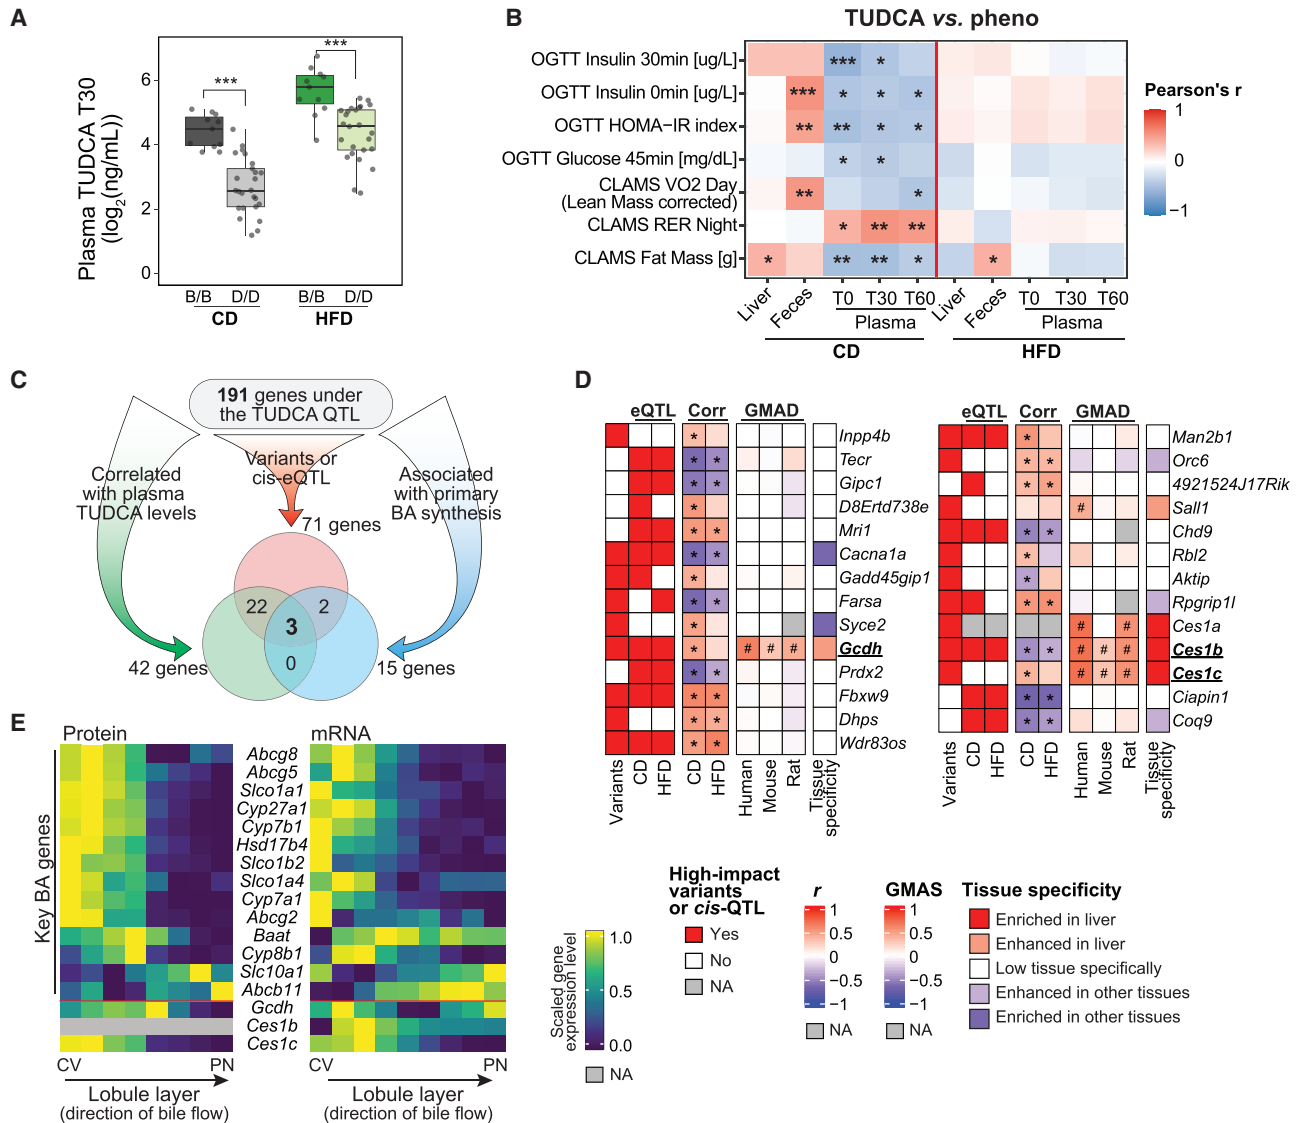 A
Plasma TUDCA T30
(log2(ng/mL))
6
4
2
0
***
***
B/B
D/D
B/B
D/D
CD
HFD
B
TUDCA vs. pheno
OGTT Insulin 30min [ug/L]
*** *
OGTT Insulin 0min [ug/L]
*** * * *
OGTT HOMA−IR index
** ** * *
OGTT Glucose 45min [mg/dL]
* *
CLAMS VO2 Day
(Lean Mass corrected)
** *
CLAMS RER Night
* ** **
CLAMS Fat Mass [g]
* ** ** * *
Liver
Feces
T0
T30
T60
Plasma
CD
Liver
Feces
T0
T30
T60
Plasma
HFD
Pearson's r
1
0
−1
C
191 genes under
the TUDCA QTL
Correlated
with plasma
TUDCA levels
Variants or
cis-eQTL
Associated
with primary
BA synthesis
71 genes
22
2
3
0
42 genes
15 genes
D
eQTL
Corr
GMAD
* Inpp4b
* * Tecr
* * Gipc1
* D8Ertd738e
* * Mri1
* * Cacna1a
* Gadd45gip1
* * Farsa
* Syce2
* # # # Gcdh
* * Prdx2
* * Fbxw9
* * Dhps
* * Wdr83os
Variants
CD
HFD
CD
HFD
Human
Mouse
Rat
Tissue
specificity
eQTL
Corr
GMAD
* Man2b1
* * Orc6
* * 4921524J17Rik
# Sall1
* * Chd9
* Rbl2
* Aktip
* * Rpgrip1l
# # Ces1a
* * # # # Ces1b
* # # # Ces1c
* * Ciapin1
* * Coq9
Variants
CD
HFD
CD
HFD
Human
Mouse
Rat
Tissue
specificity
High-impact
variants
or cis-QTL
Yes
No
NA
r
1
0.5
0
−0.5
−1
NA
GMAS
1
0.5
0
−0.5
−1
NA
Tissue specificity
Enriched in liver
Enhanced in liver
Low tissue specifically
Enhanced in other tissues
Enriched in other tissues
E
Protein
mRNA
Key BA genes
Abcg8
Abcg5
Slco1a1
Cyp27a1
Cyp7b1
Hsd17b4
Slco1b2
Slco1a4
Cyp7a1
Abcg2
Baat
Cyp8b1
Slc10a1
Abcb11
Gcdh
Ces1b
Ces1c
CV
PN
Lobule layer
(direction of bile flow)
CV
PN
Lobule layer
(direction of bile flow)
Scaled gene
expression level
1.0
0.5
0.0
NA